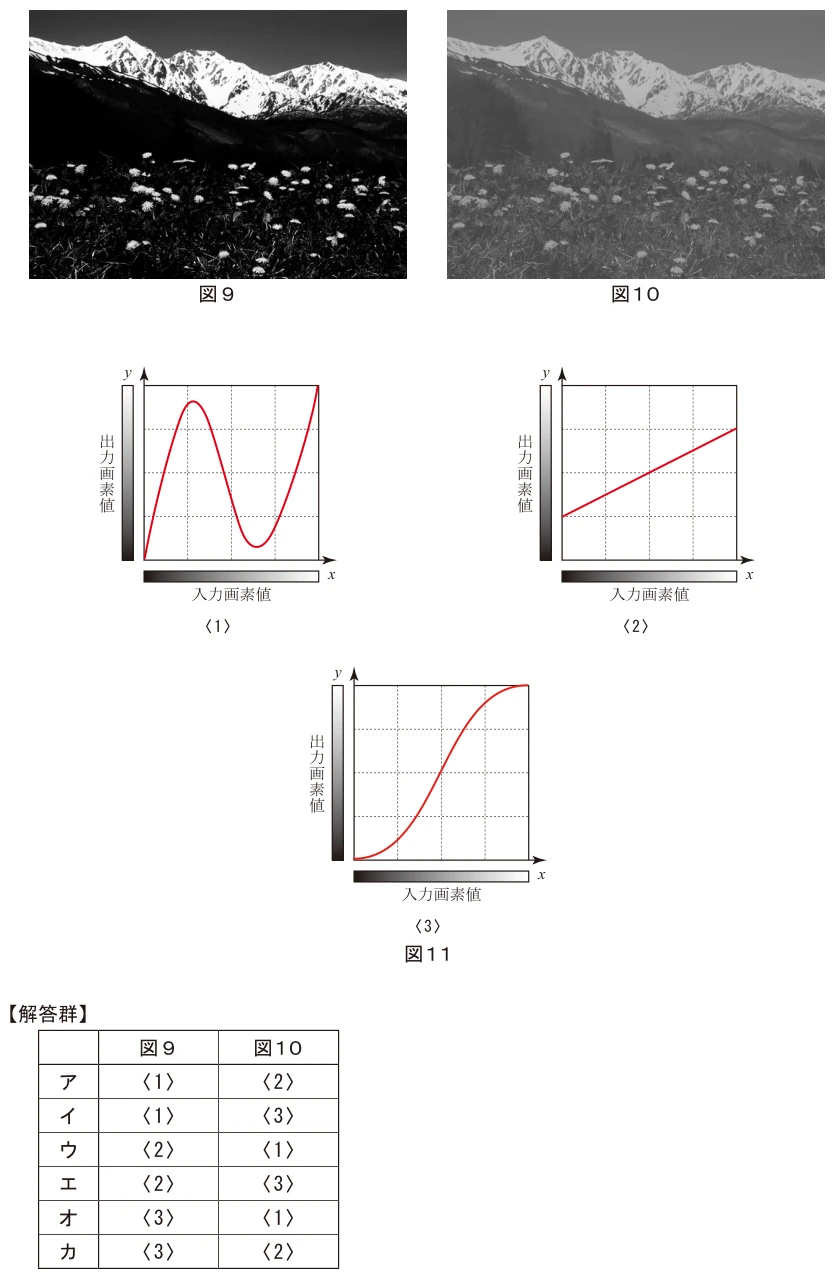 図９
図１０
y
出力画素値
x
入力画素値
〈１〉
y
出力画素値
x
入力画素値
〈２〉
y
出力画素値
x
入力画素値
〈３〉
図１１
【解答群】
図９ 図１０
ア 〈１〉 〈２〉
イ 〈１〉 〈３〉
ウ 〈２〉 〈１〉
エ 〈２〉 〈３〉
オ 〈３〉 〈１〉
カ 〈３〉 〈２〉